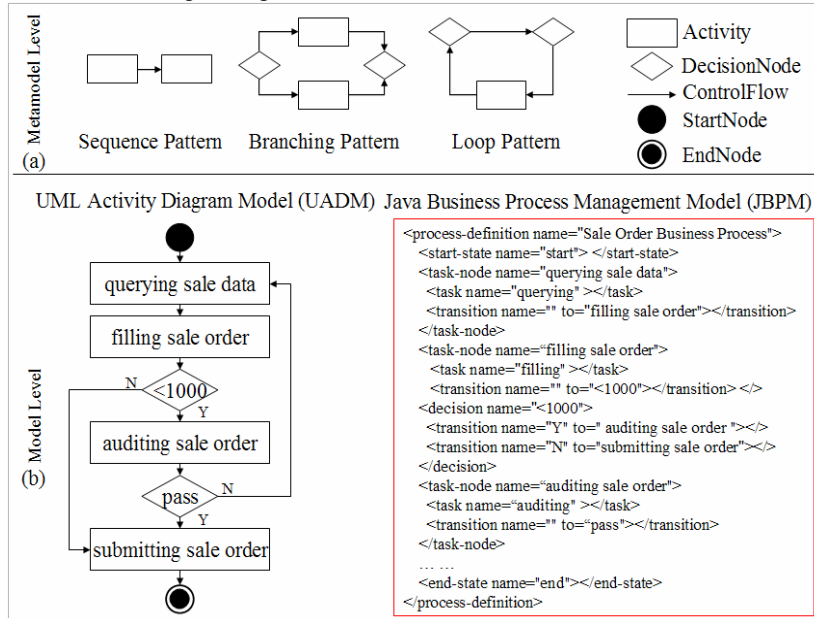 Metamodel Level
(a)
Sequence Pattern
Branching Pattern
Loop Pattern
Activity
DecisionNode
ControlFlow
StartNode
EndNode
UML Activity Diagram Model (UADM)
Java Business Process Management Model (JBPM)
Model Level
(b)
querying sale data
filling sale order
N
<1000
Y
auditing sale order
pass
N
Y
submitting sale order
<process-definition name="Sale Order Business Process">
<start-state name="start"> </start-state>
<task-node name="querying sale data">
<task name="querying" ></task>
<transition name="" to="filling sale order"></transition>
</task-node>
<task-node name=“filling sale order">
<task name="filling" ></task>
<transition name="" to="<1000"></transition> </>
<decision name="<1000">
<transition name="Y" to=" auditing sale order "></>
<transition name="N" to="submitting sale order"></>
</decision>
<task-node name=“auditing sale order">
<task name=“auditing" ></task>
<transition name="" to=“pass"></transition>
</task-node>
… …
<end-state name="end"></end-state>
</process-definition>